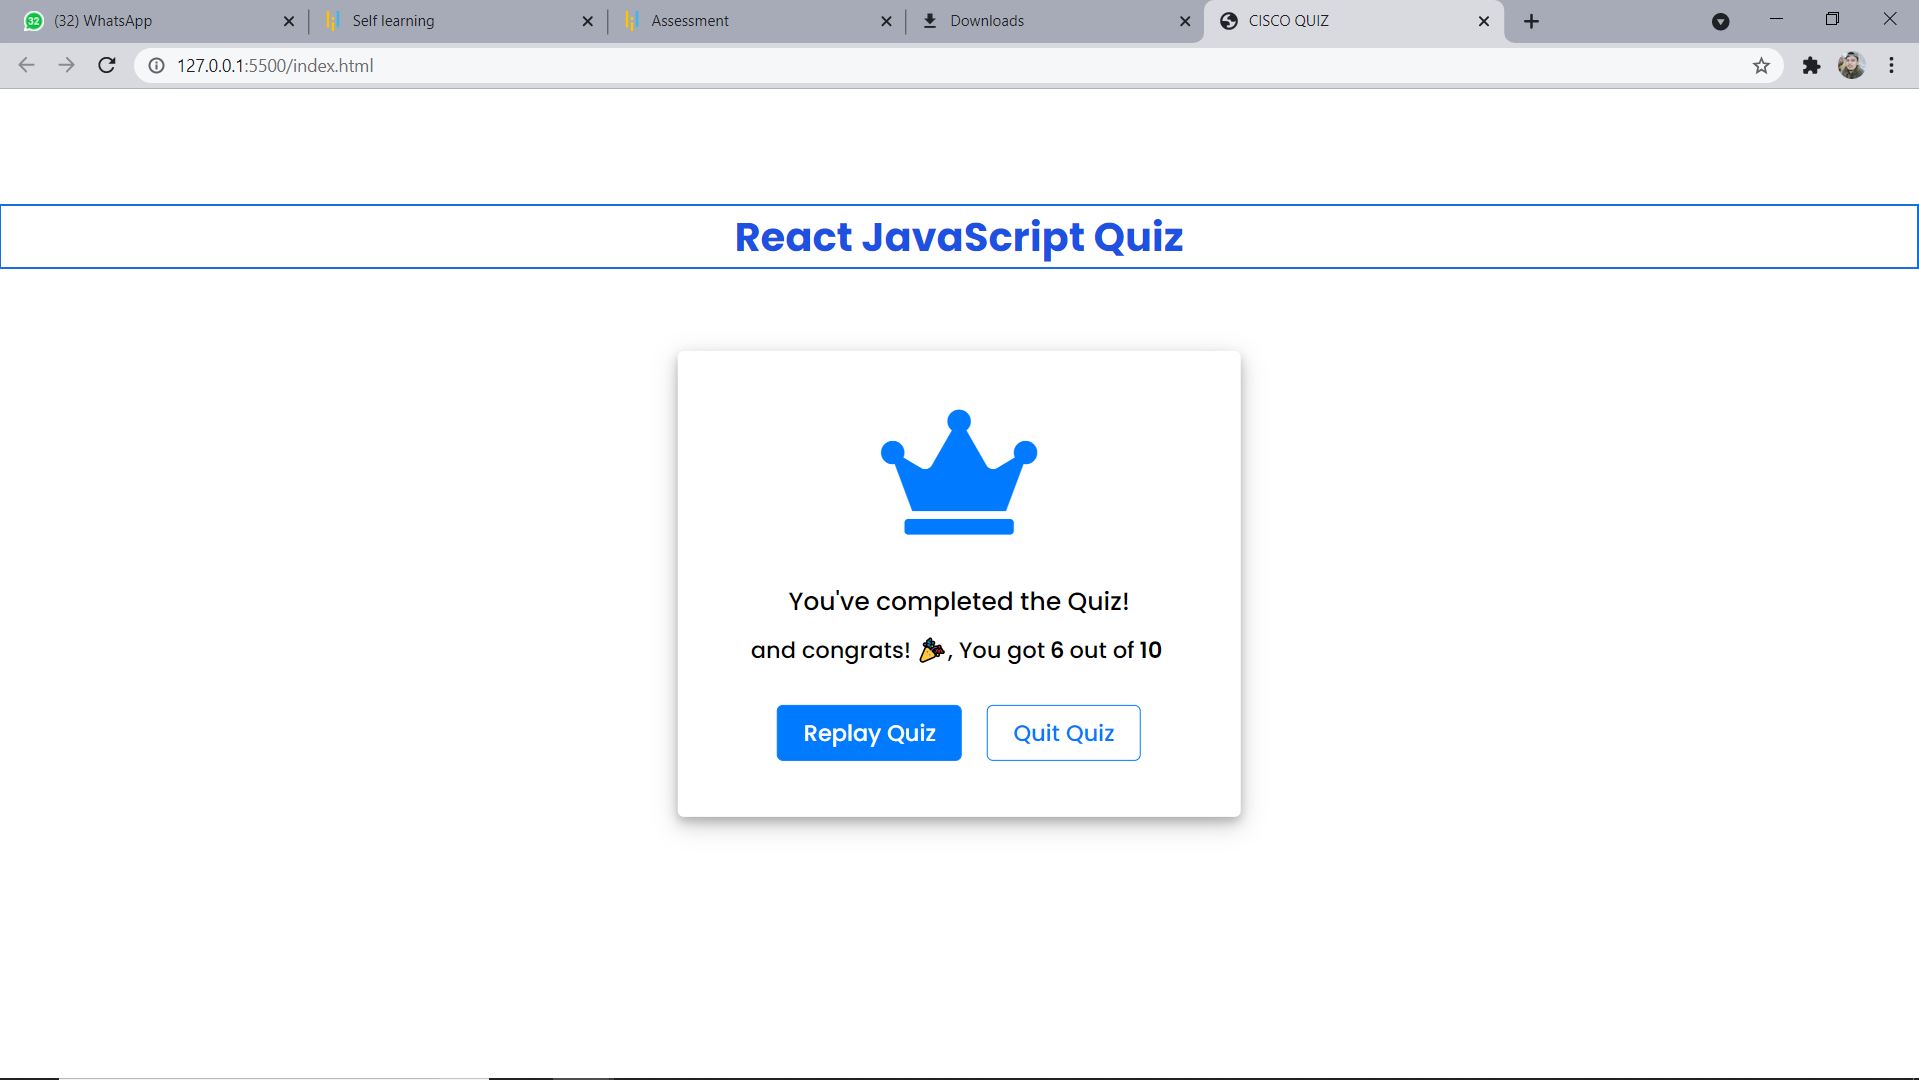 32 (32) WhatsApp Self learning Assessment Downloads CISCO QUIZ
127.0.0.1:5500/index.html
React JavaScript Quiz
You've completed the Quiz!
and congrats! 🎉, You got 6 out of 10
Replay Quiz Quit Quiz